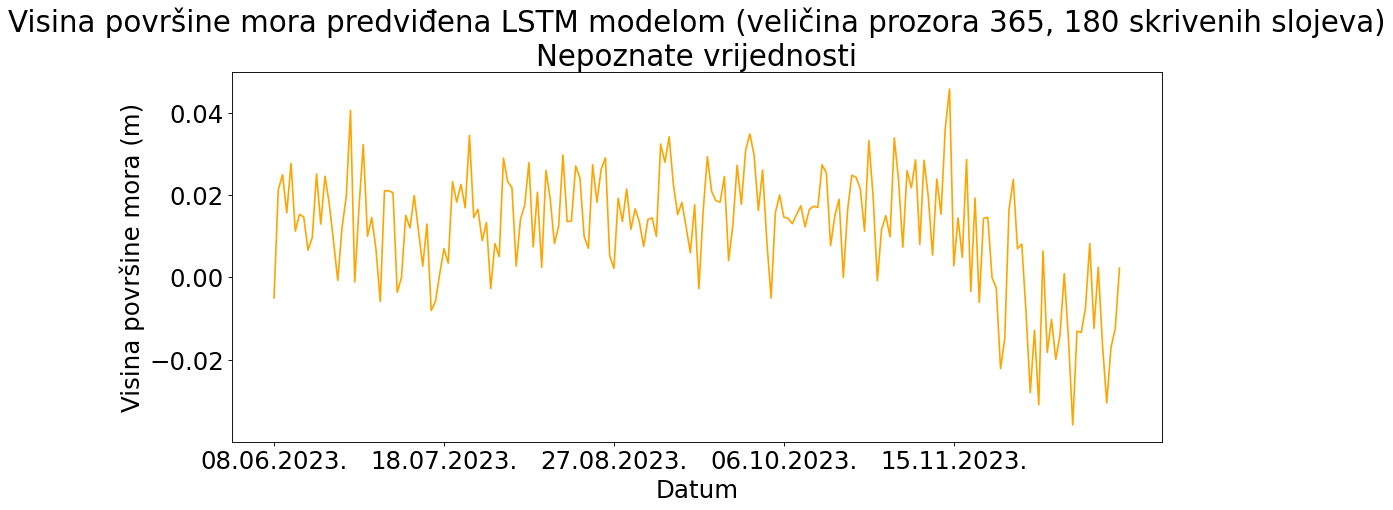 Visina površine mora predviđena LSTM modelom (veličina prozora 365, 180 skrivenih slojeva)
Nepoznate vrijednosti
Visina površine mora (m)
0.04
0.02
0.00
−0.02
08.06.2023. 18.07.2023. 27.08.2023. 06.10.2023. 15.11.2023.
Datum